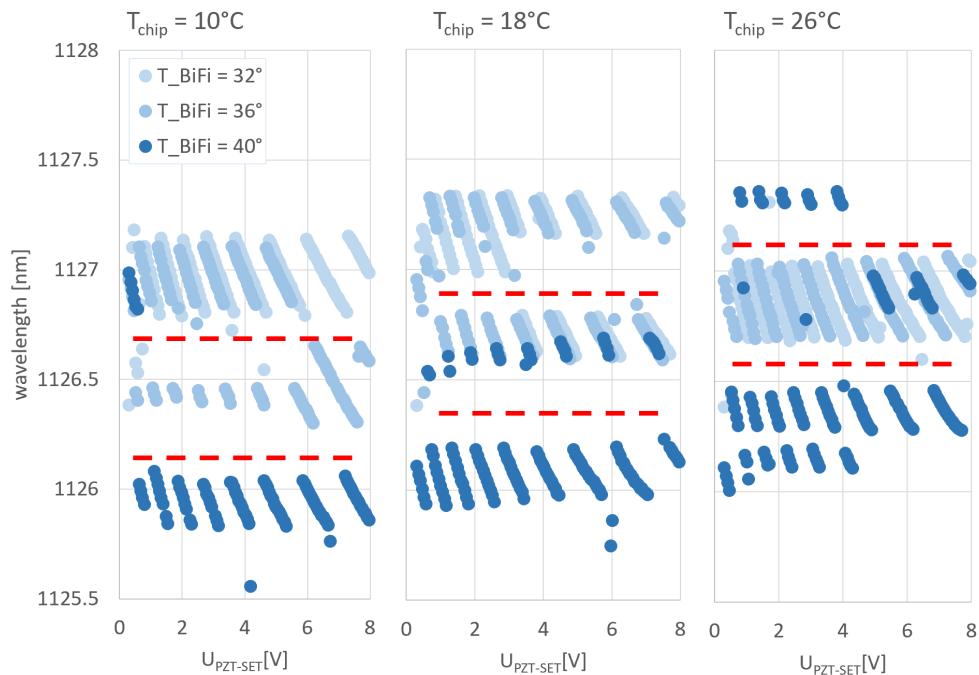 T_chip = 10°C
T_chip = 18°C
T_chip = 26°C
1128
1127.5
1127
1126.5
1126
1125.5
wavelength [nm]
T_BiFi = 32°
T_BiFi = 36°
T_BiFi = 40°
0 2 4 6 8
0 2 4 6 8
0 2 4 6 8
U_PZT-SET[V]
U_PZT-SET[V]
U_PZT-SET[V]